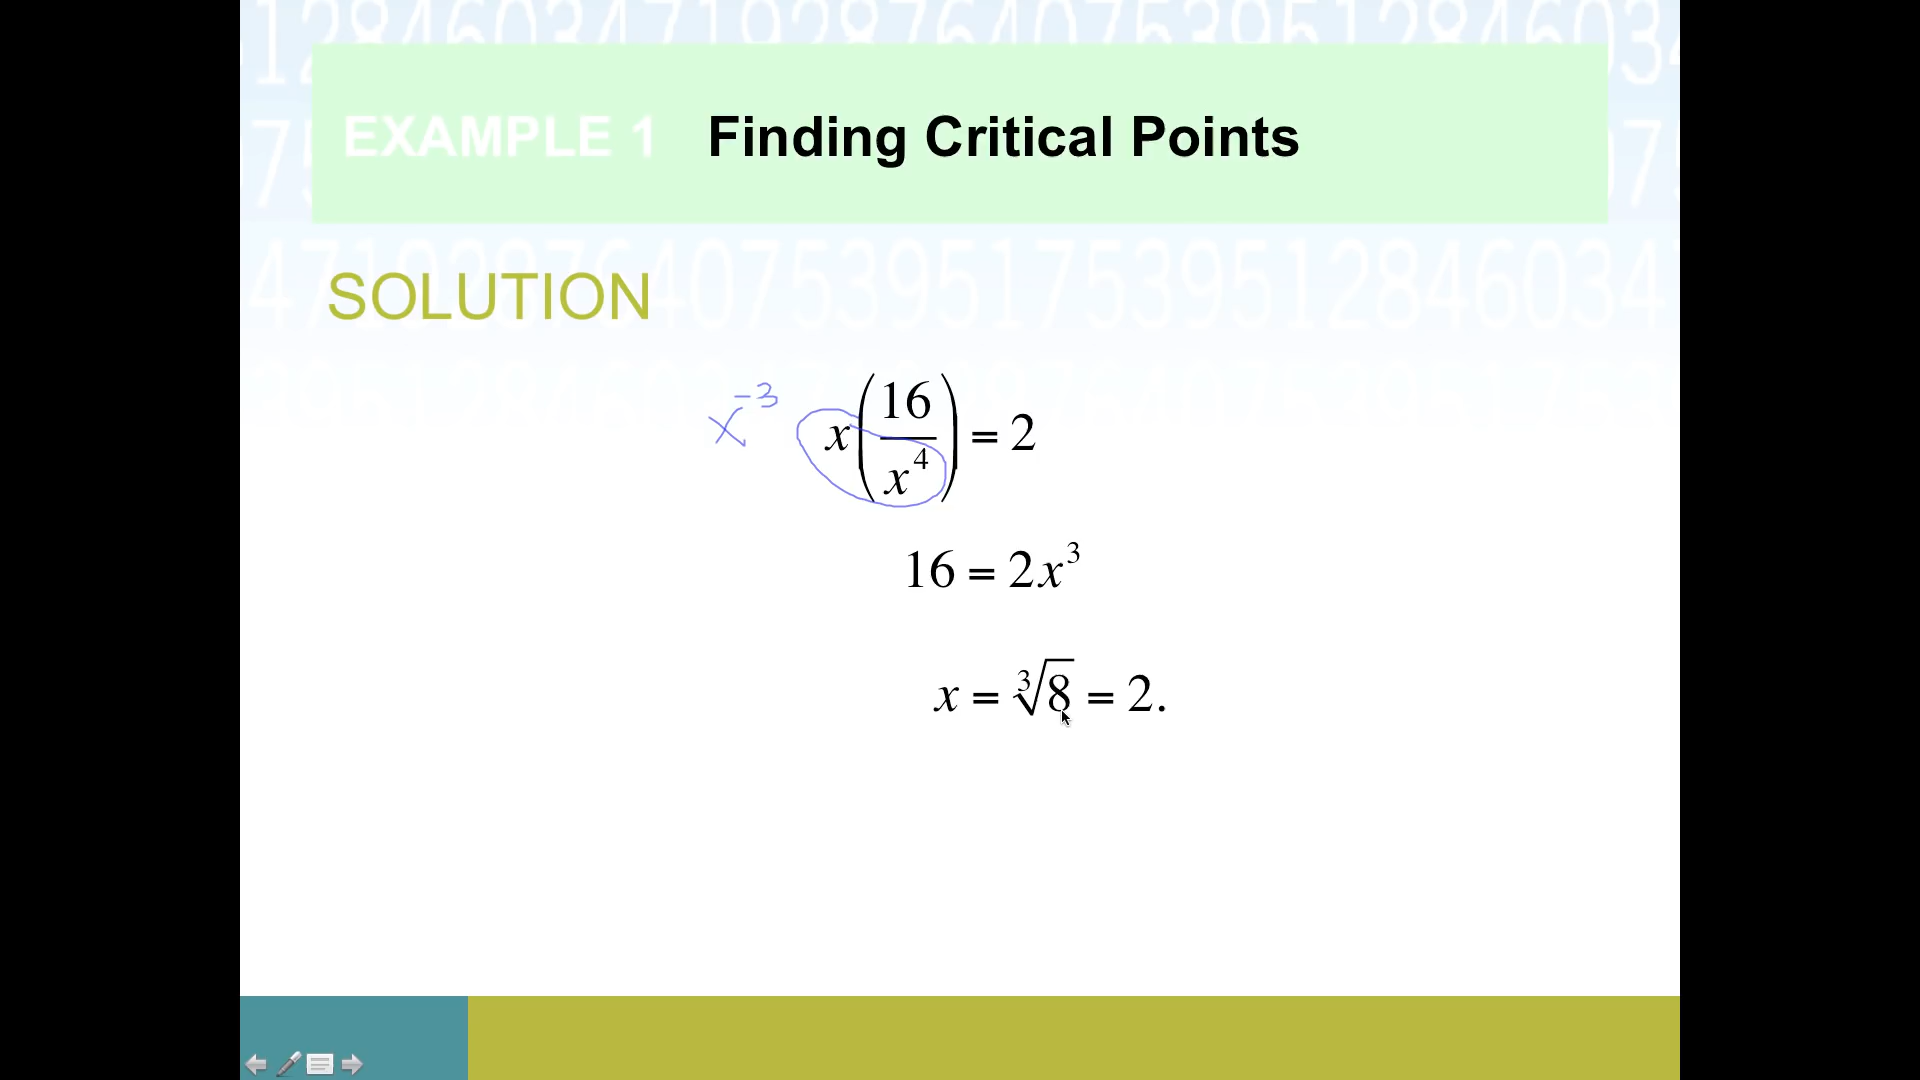 EXAMPLE 1 Finding Critical Points
SOLUTION
x^{-3} x(16/x^4) = 2
16 = 2x^3
x = ∛8 = 2.